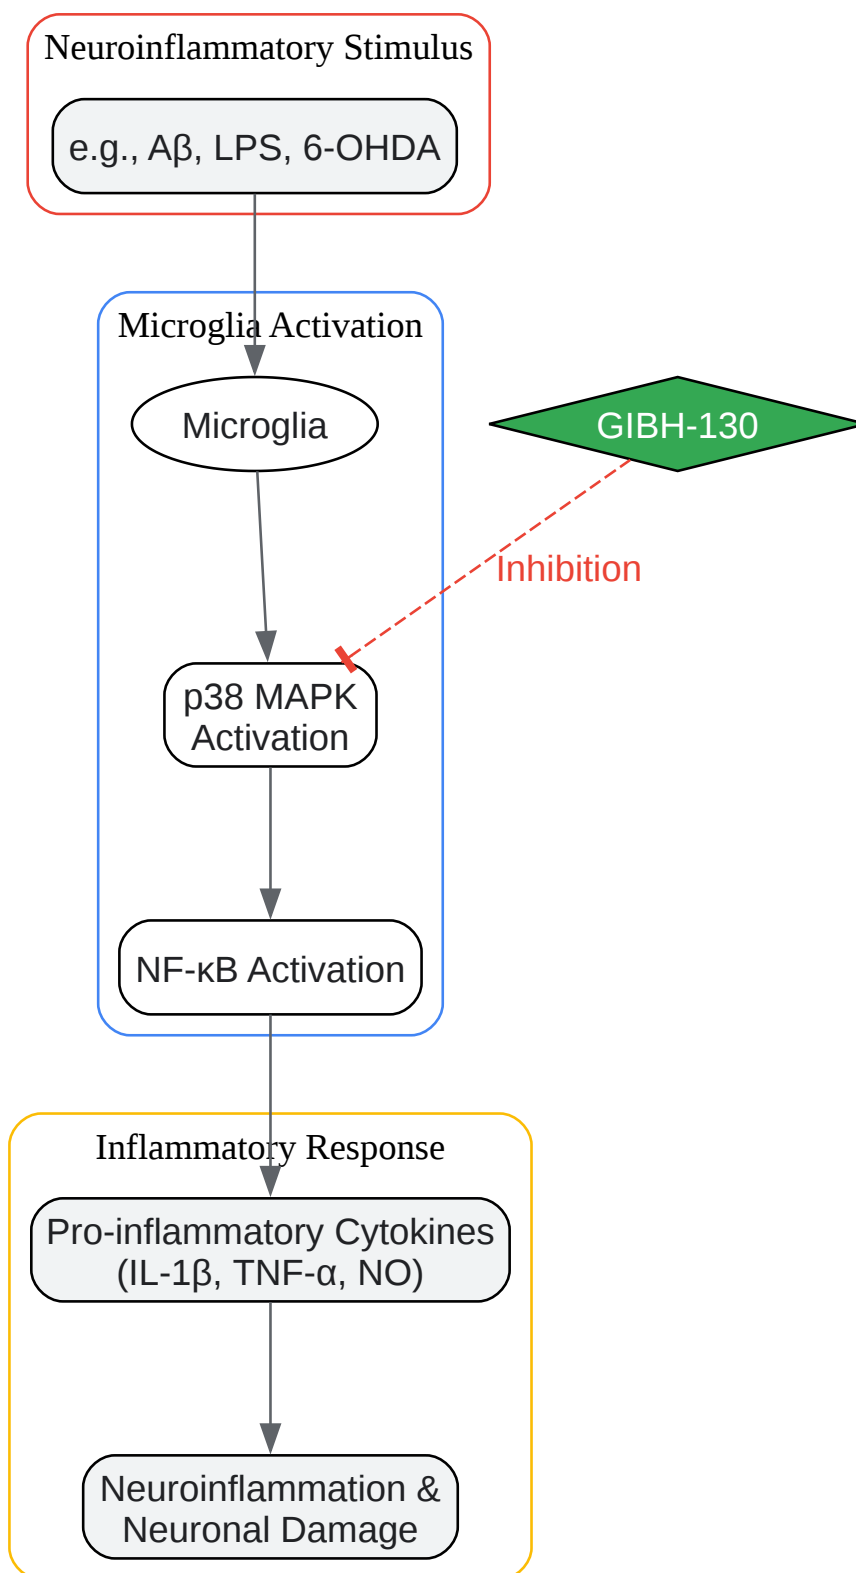 Neuroinflammatory Stimulus
e.g., Aβ, LPS, 6-OHDA
Microglia Activation
Microglia
GIBH-130
Inhibition
p38 MAPK
Activation
NF-κB Activation
Inflammatory Response
Pro-inflammatory Cytokines
(IL-1β, TNF-α, NO)
Neuroinflammation &
Neuronal Damage